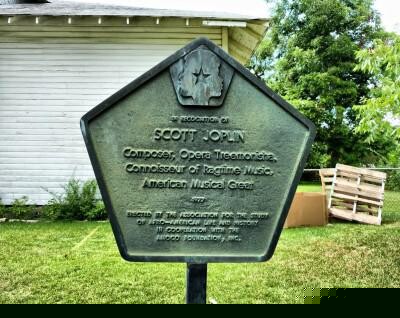 IN RECOGNITION OF
SCOTT JOPLIN
Composer, Opera Treemonisha,
Connoisseur of Ragtime Music,
American Musical Great
1977
ERECTED BY THE ASSOCIATION FOR THE STUDY
OF AFRO-AMERICAN LIFE AND HISTORY
IN COOPERATION WITH THE
AMOCO FOUNDATION, INC.